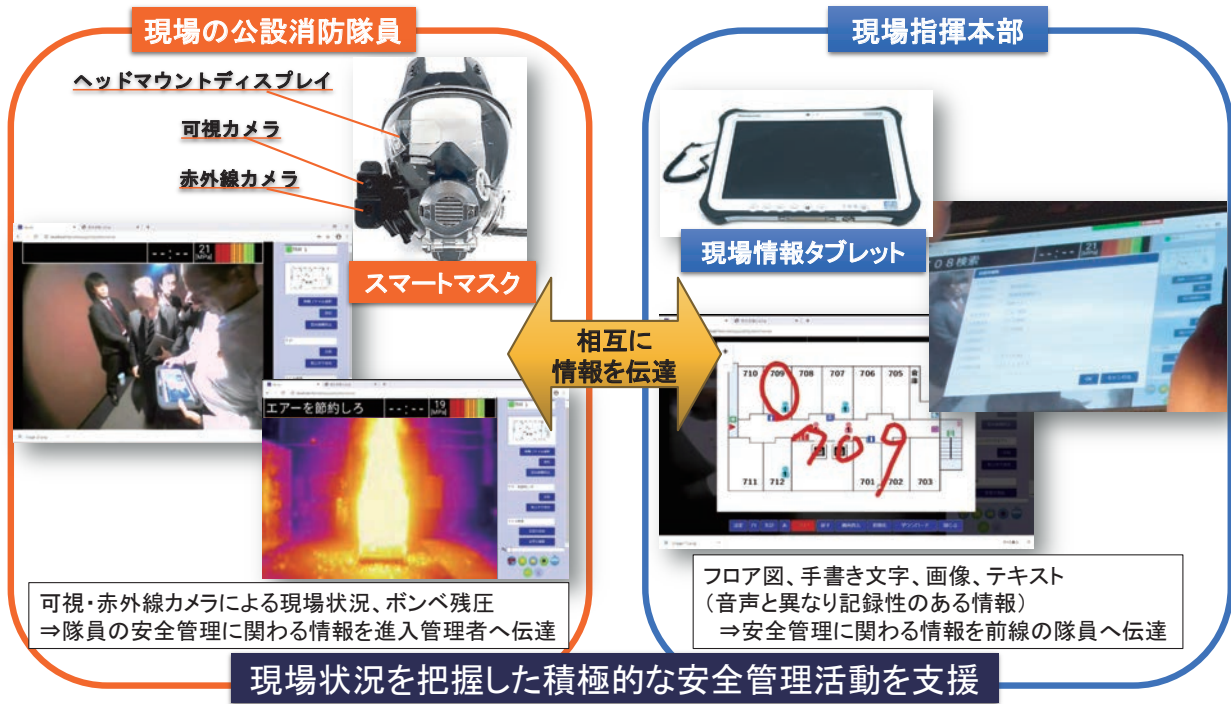 現場の公設消防隊員
ヘッドマウントディスプレイ
可視カメラ
赤外線カメラ
スマートマスク
21
[MPa]
エアーを節約しろ
--:--
19
[MPa]
可視・赤外線カメラによる現場状況、ボンベ残圧
⇒隊員の安全管理に関わる情報を進入管理者へ伝達
相互に
情報を伝達
現場指揮本部
現場情報タブレット
08検索
21
710 709 708 707 706 705
709
711 712 701 702 703
フロア図、手書き文字、画像、テキスト
（音声と異なり記録性のある情報）
⇒安全管理に関わる情報を前線の隊員へ伝達
現場状況を把握した積極的な安全管理活動を支援